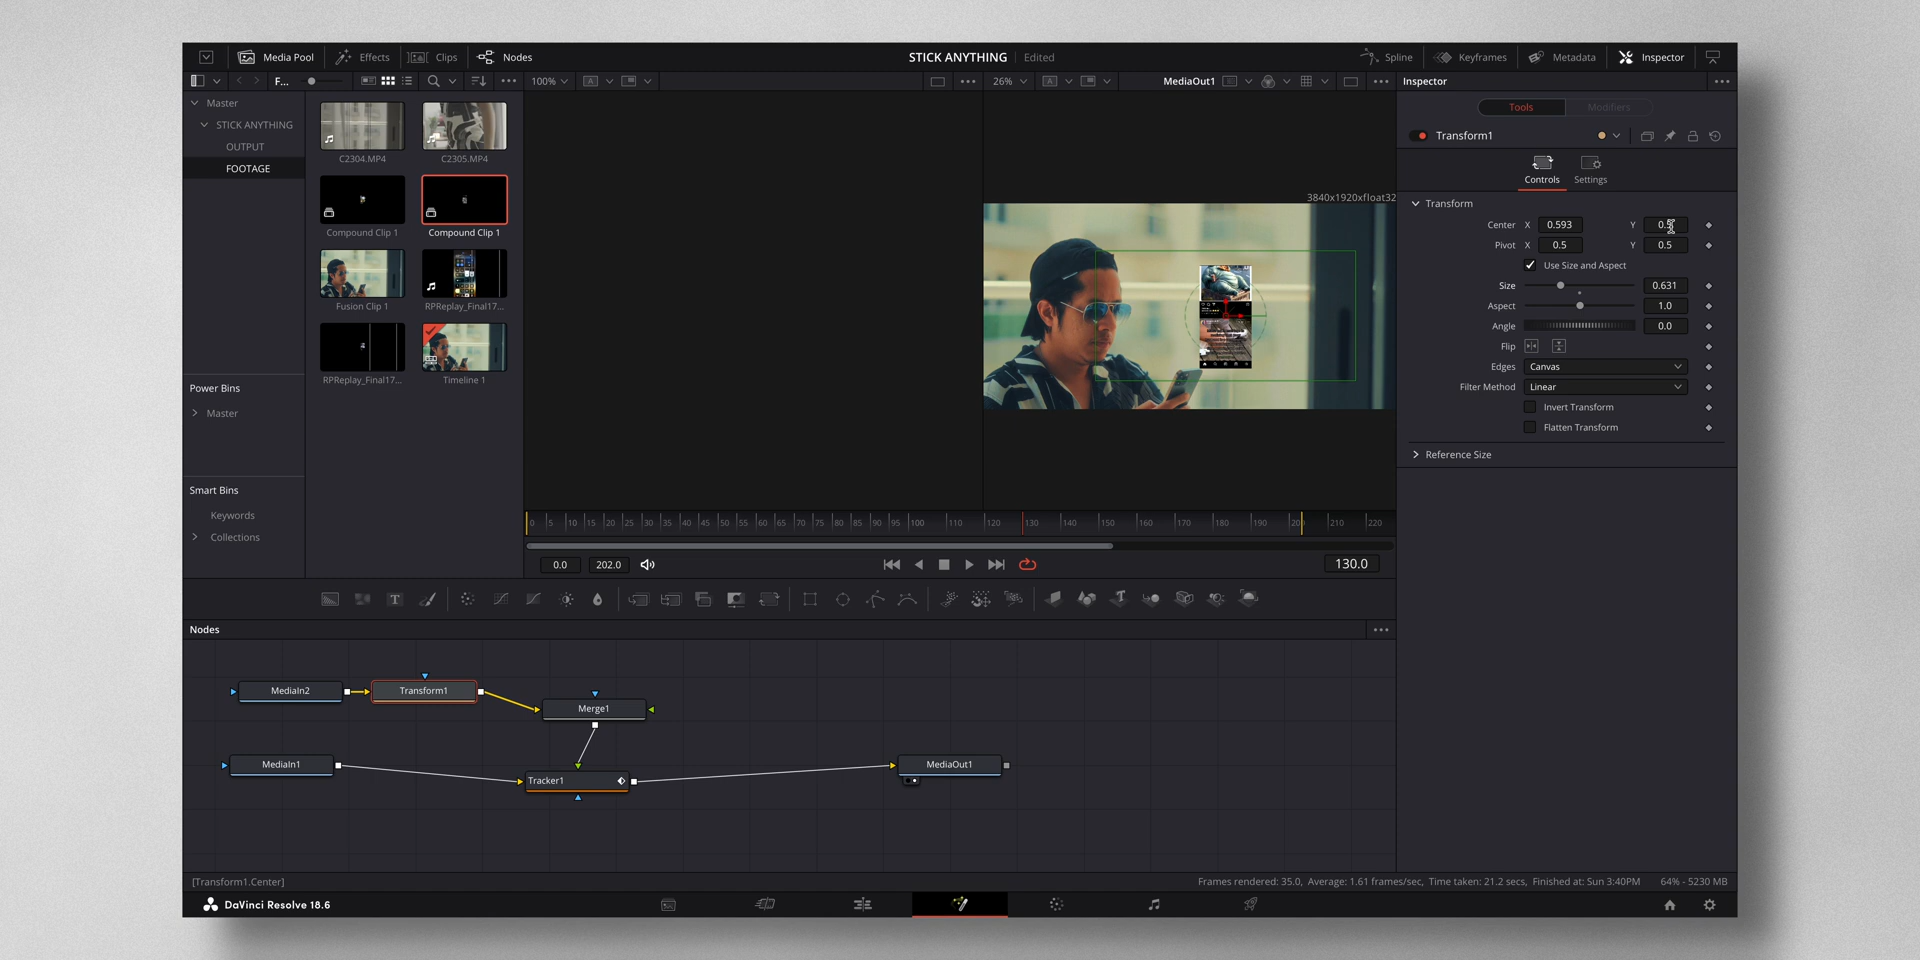 Media Pool Effects Clips Nodes STICK ANYTHING Edited Spline Keyframes Metadata Inspector
F... 100% 26% MediaOut1 Inspector
Master
STICK ANYTHING
OUTPUT
FOOTAGE
C2304.MP4 C2305.MP4
Compound Clip 1 Compound Clip 1
Fusion Clip 1 RPReplay_Final17...
RPReplay_Final17... Timeline 1
Power Bins
Master
Smart Bins
Keywords
Collections
3840x1920xfloat32
Tools Modifiers
Transform1
Controls Settings
Transform
Center X 0.593 Y
Pivot X 0.5 Y 0.5
Use Size and Aspect
Size 0.631
Aspect 1.0
Angle 0.0
Flip
Edges Canvas
Filter Method Linear
Invert Transform
Flatten Transform
Reference Size
0 5 10 15 20 25 30 35 40 45 50 55 60 65 70 75 80 85 90 95 100 110 120 130 140 150 160 170 180 190 210 220
0.0 202.0 130.0
T
Nodes
MediaIn2 Transform1
Merge1
MediaIn1 MediaOut1
Tracker1
[Transform1.Center] Frames rendered: 35.0, Average: 1.61 frames/sec, Time taken: 21.2 secs, Finished at: Sun 3:40PM 64% - 5230 MB
DaVinci Resolve 18.6